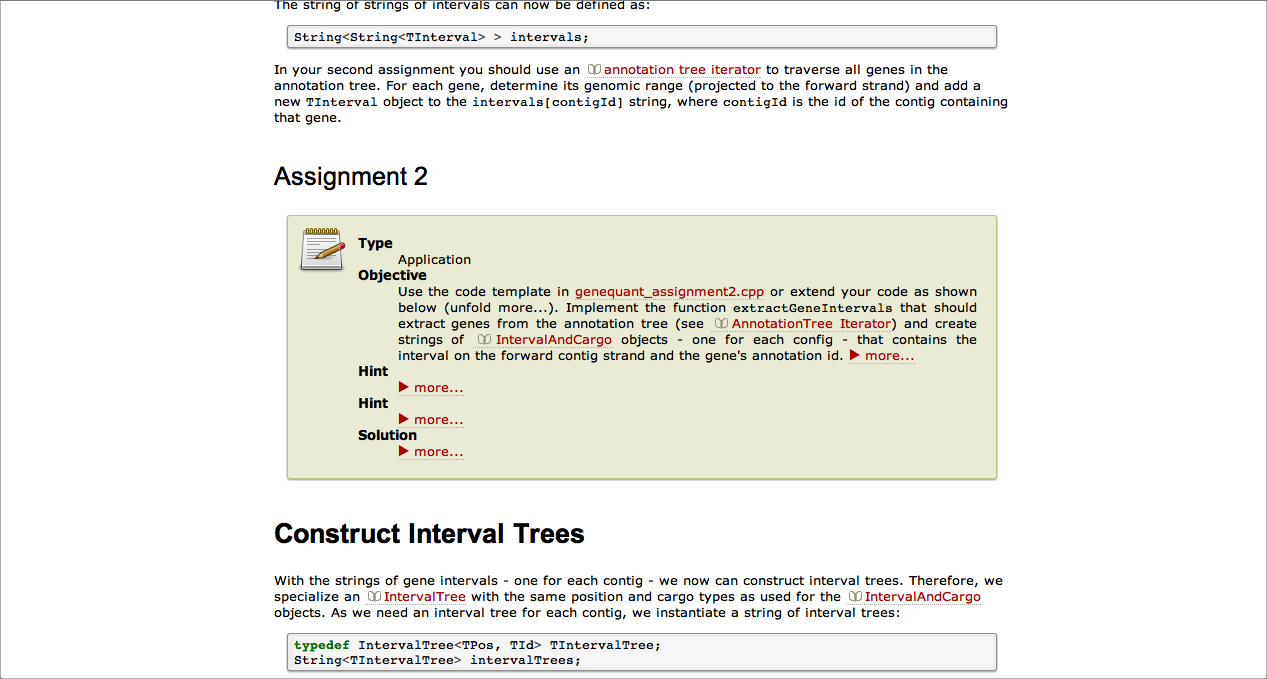 The string of strings of intervals can now be defined as:
String<String<TInterval> > intervals;
In your second assignment you should use an annotation tree iterator to traverse all genes in the
annotation tree. For each gene, determine its genomic range (projected to the forward strand) and add a
new TInterval object to the intervals[contigId] string, where contigId is the id of the contig containing
that gene.
Assignment 2
Type
Application
Objective
Use the code template in genequant_assignment2.cpp or extend your code as shown
below (unfold more...). Implement the function extractGeneIntervals that should
extract genes from the annotation tree (see AnnotationTree Iterator) and create
strings of IntervalAndCargo objects - one for each config - that contains the
interval on the forward contig strand and the gene's annotation id. ▶ more...
Hint
▶ more...
Hint
▶ more...
Solution
▶ more...
Construct Interval Trees
With the strings of gene intervals - one for each contig - we now can construct interval trees. Therefore, we
specialize an IntervalTree with the same position and cargo types as used for the IntervalAndCargo
objects. As we need an interval tree for each contig, we instantiate a string of interval trees:
typedef IntervalTree<TPos, TId> TIntervalTree;
String<TIntervalTree> intervalTrees;